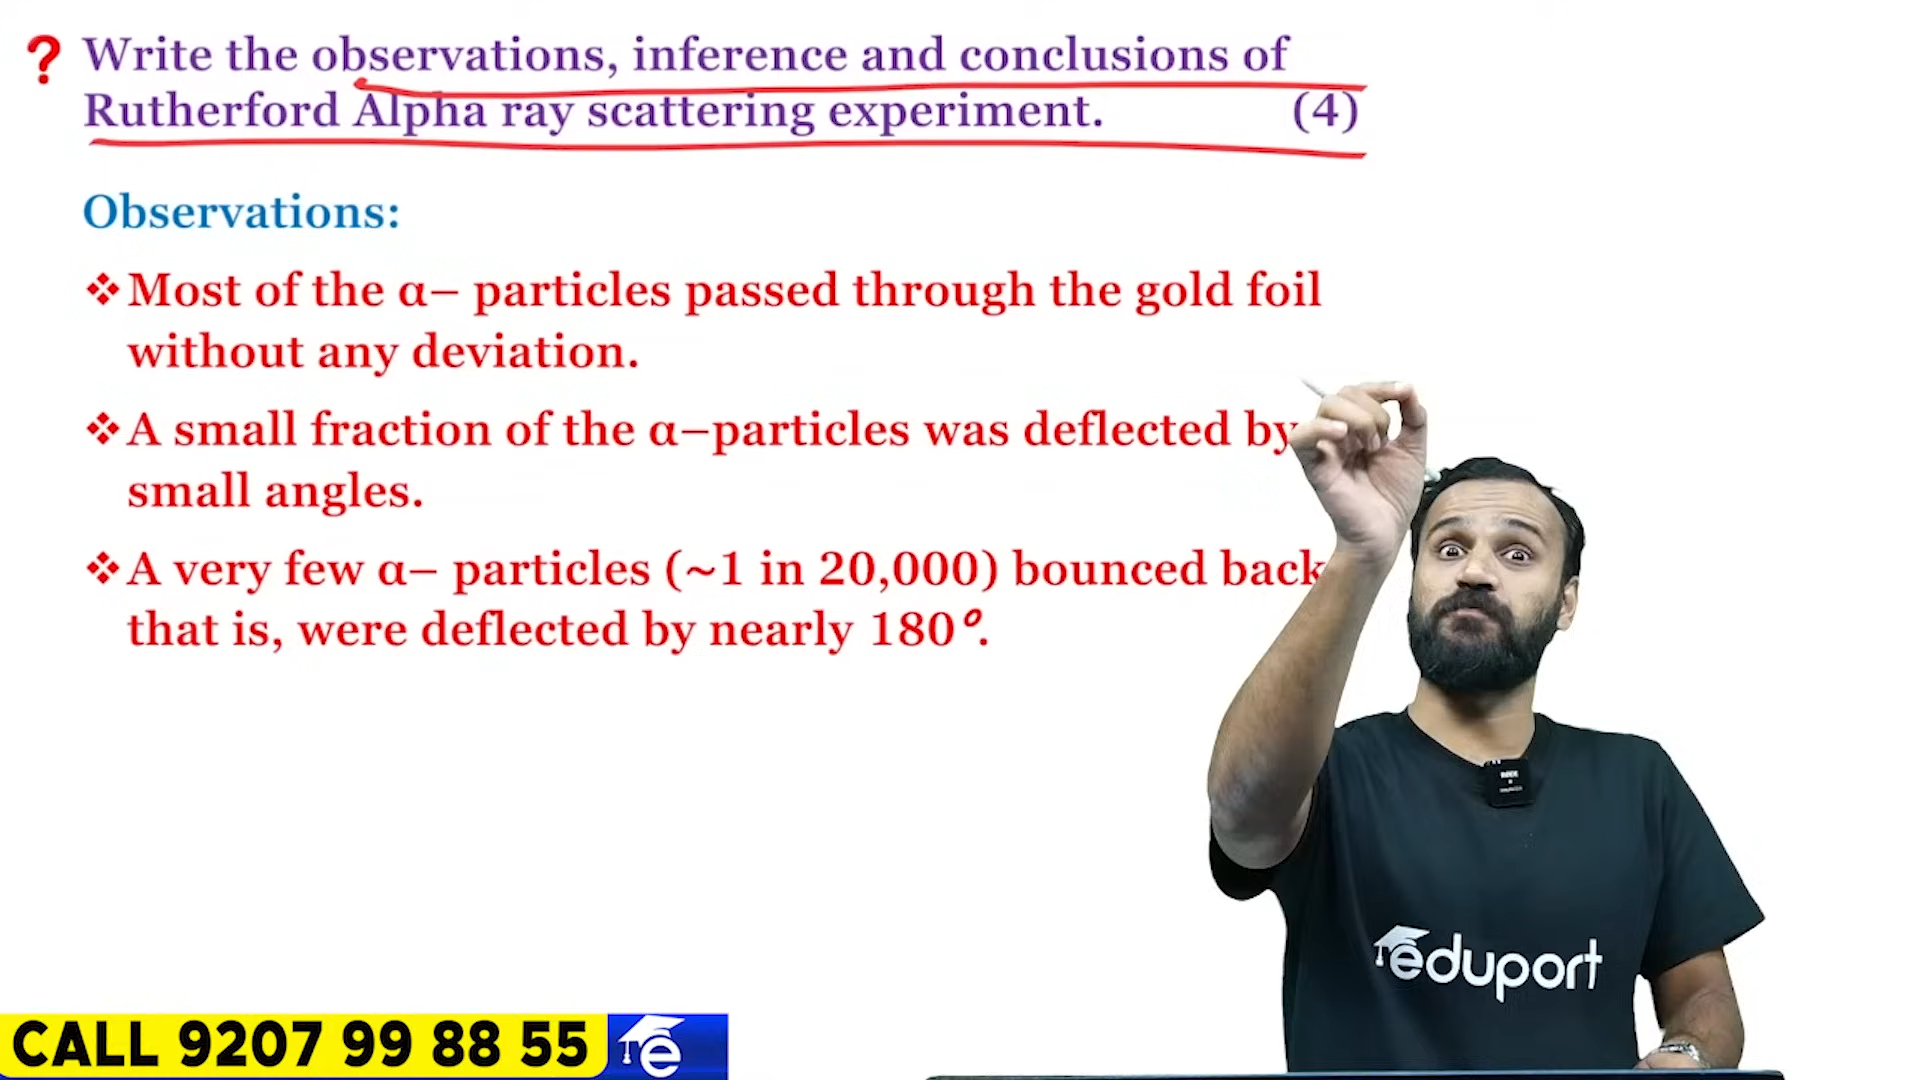 ❓ Write the observations, inference and conclusions of
Rutherford Alpha ray scattering experiment. (4)
Observations:
❖ Most of the α– particles passed through the gold foil
without any deviation.
❖ A small fraction of the α–particles was deflected by
small angles.
❖ A very few α– particles (~1 in 20,000) bounced back
that is, were deflected by nearly 180º.
eduport
CALL 9207 99 88 55 e